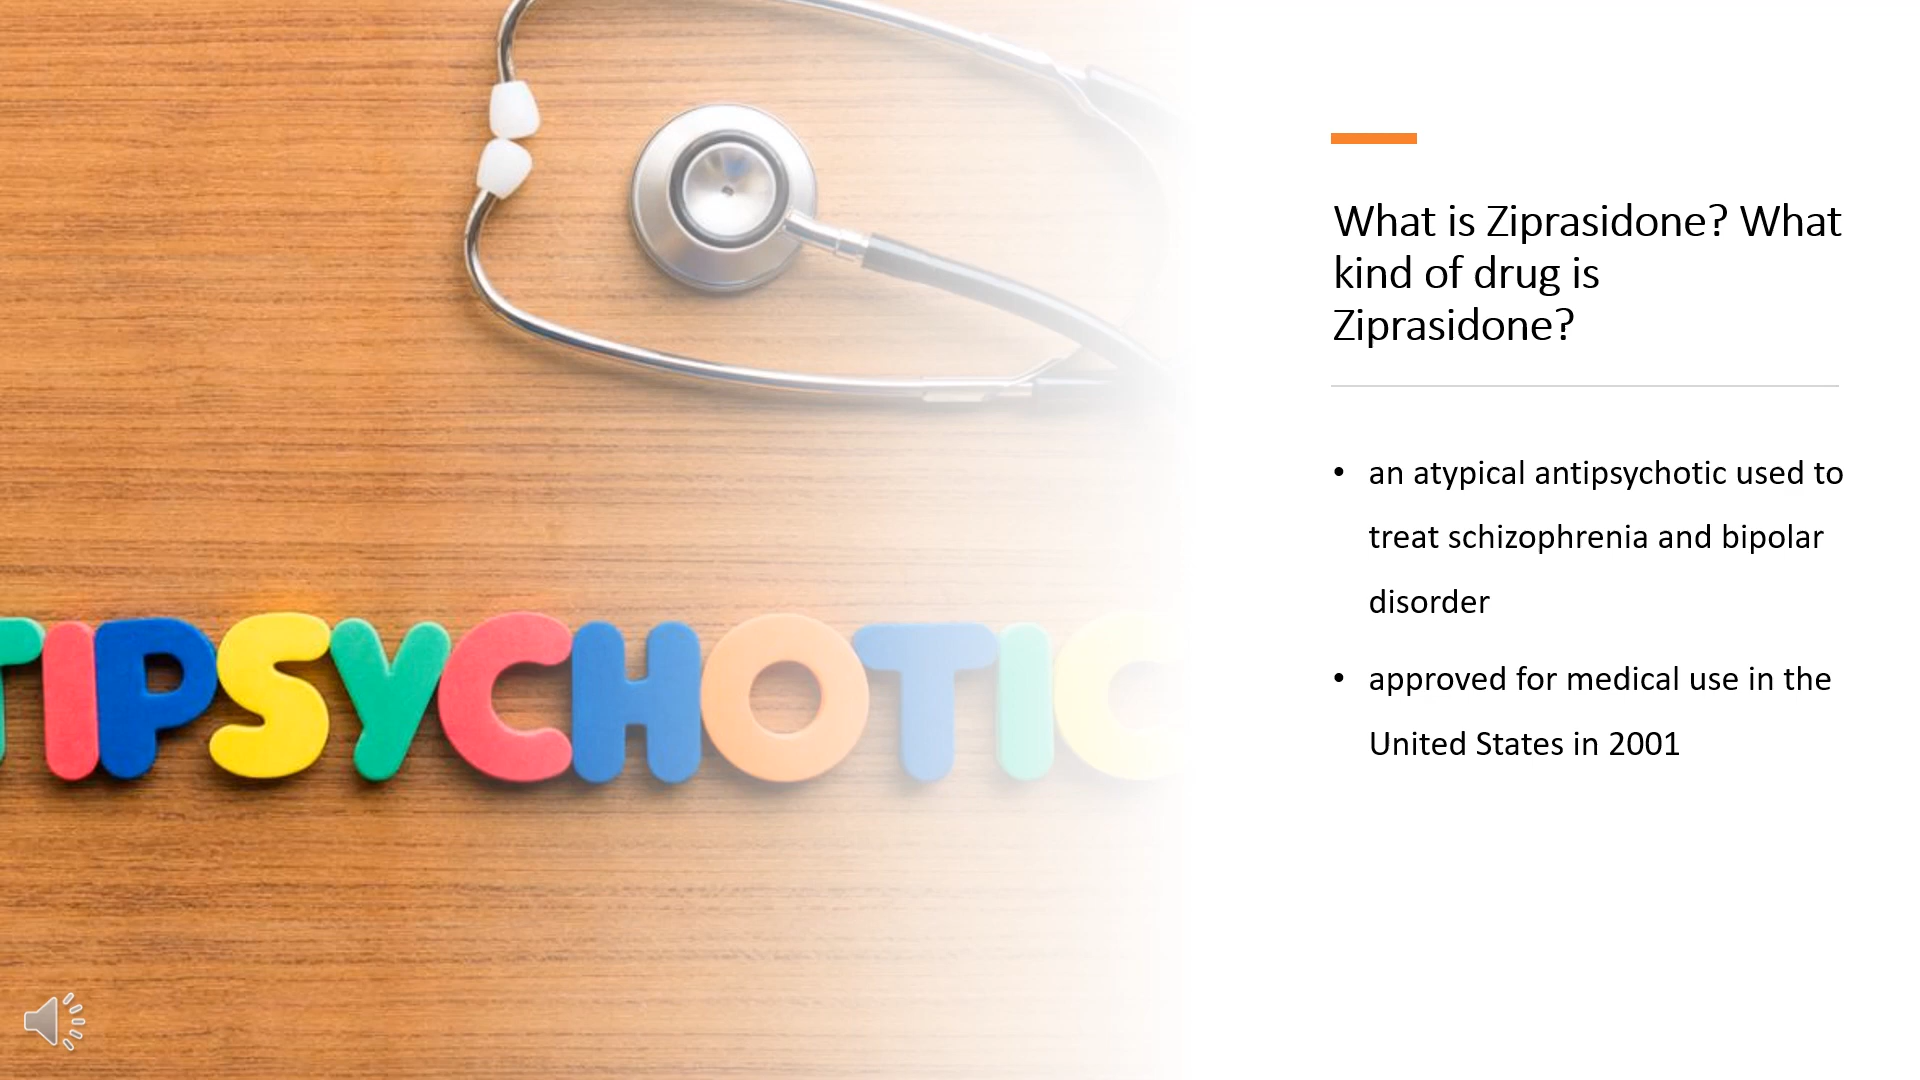 TIPSYCHOTIC
What is Ziprasidone? What
kind of drug is
Ziprasidone?
• an atypical antipsychotic used to
treat schizophrenia and bipolar
disorder
• approved for medical use in the
United States in 2001